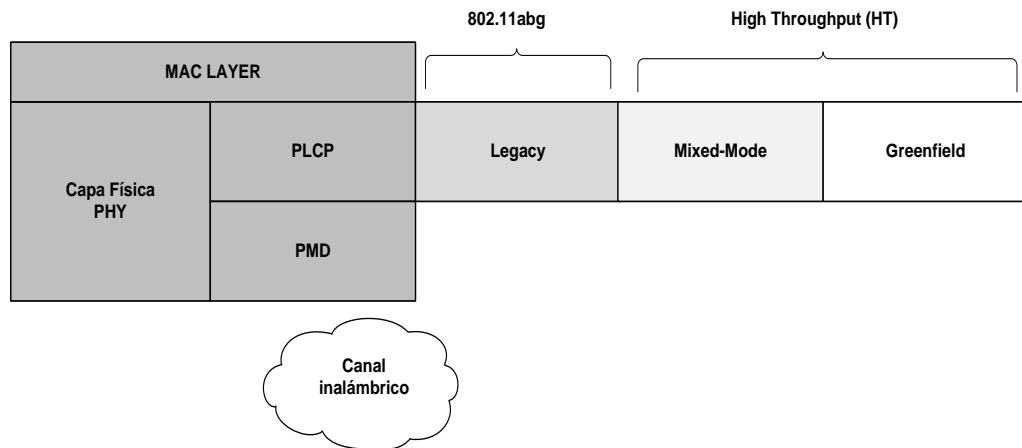 802.11abg
High Throughput (HT)
MAC LAYER
Capa Física
PHY
PLCP
Legacy
Mixed-Mode
Greenfield
PMD
Canal
inalámbrico